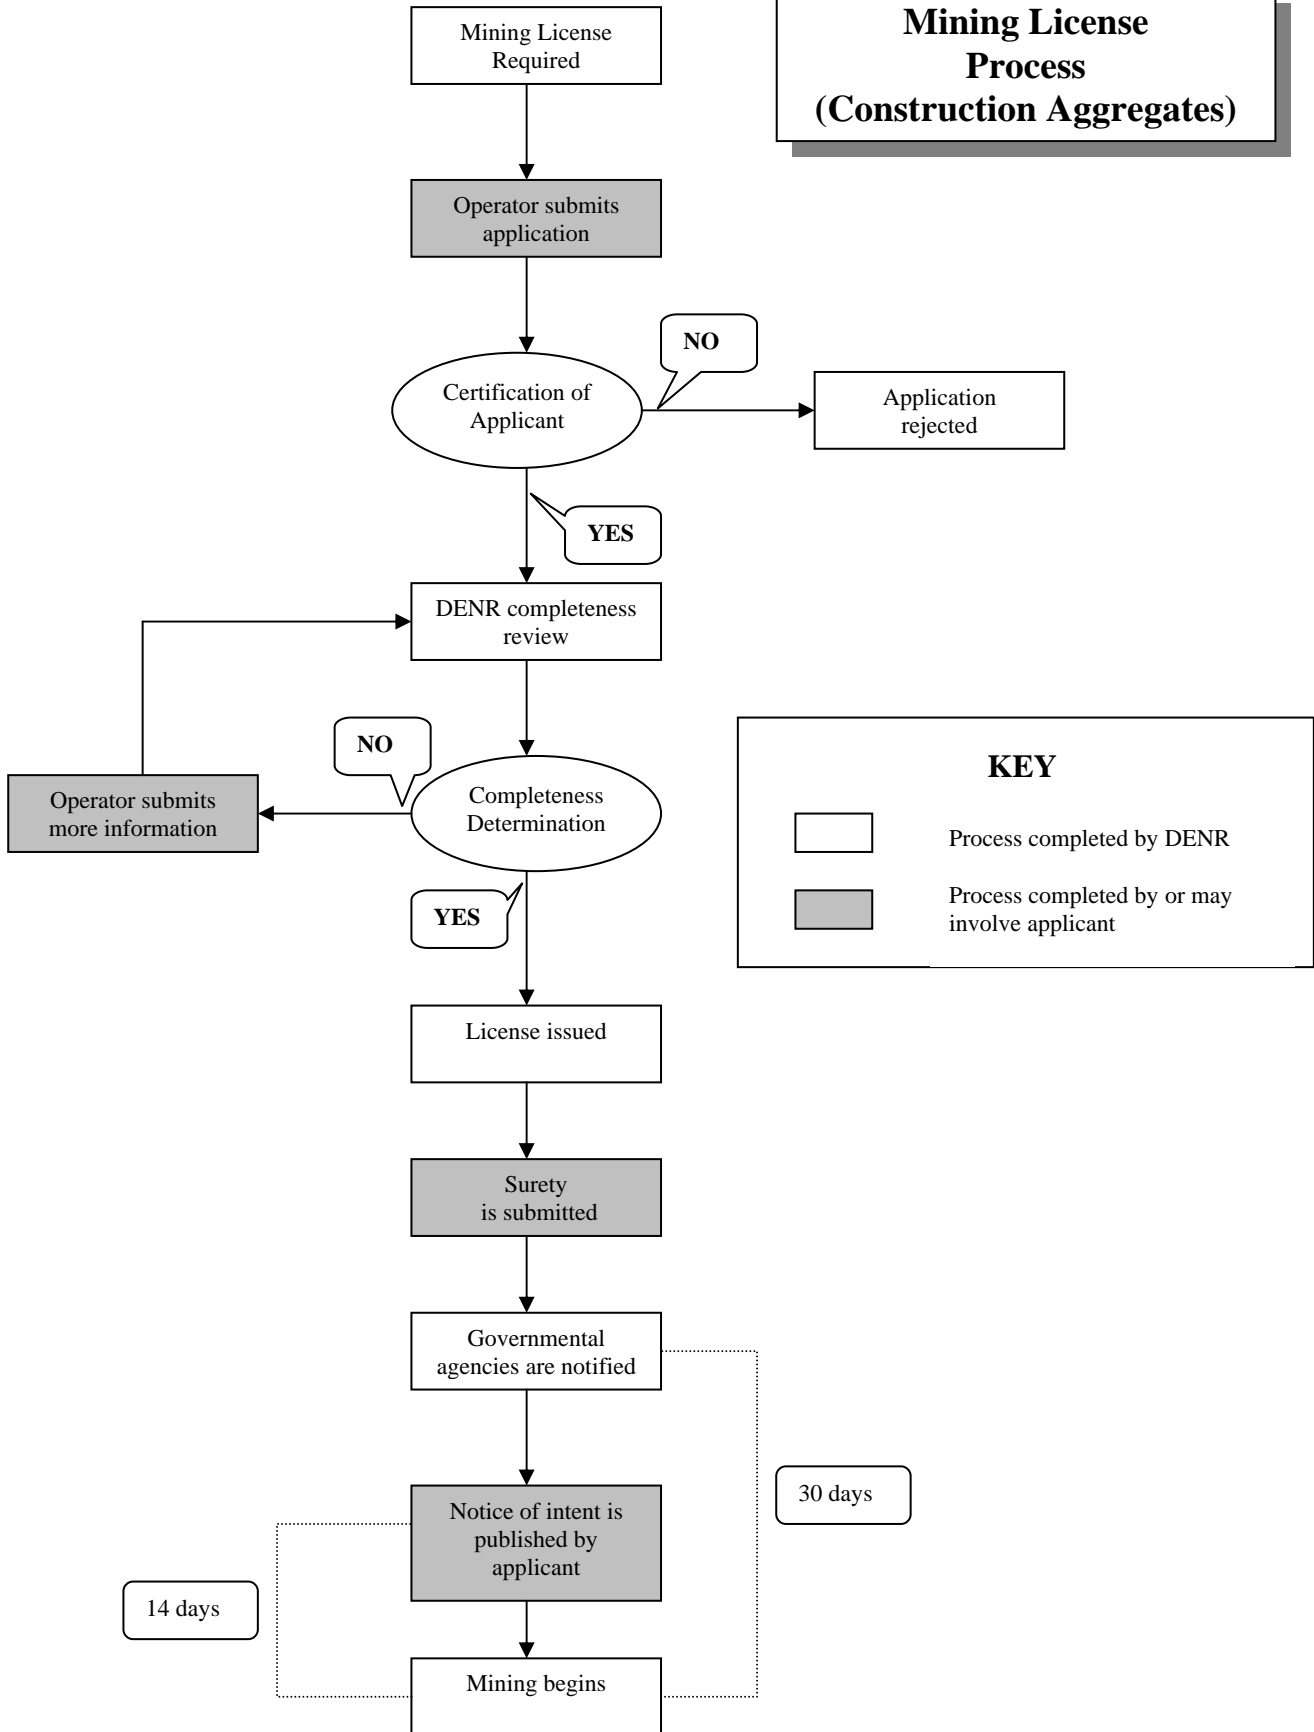 Mining License
Process
(Construction Aggregates)
Mining License
Required
Operator submits
application
NO
Certification of
Applicant
Application
rejected
YES
DENR completeness
review
NO
Completeness
Determination
Operator submits
more information
YES
KEY
Process completed by DENR
Process completed by or may
involve applicant
License issued
Surety
is submitted
Governmental
agencies are notified
30 days
Notice of intent is
published by
applicant
14 days
Mining begins